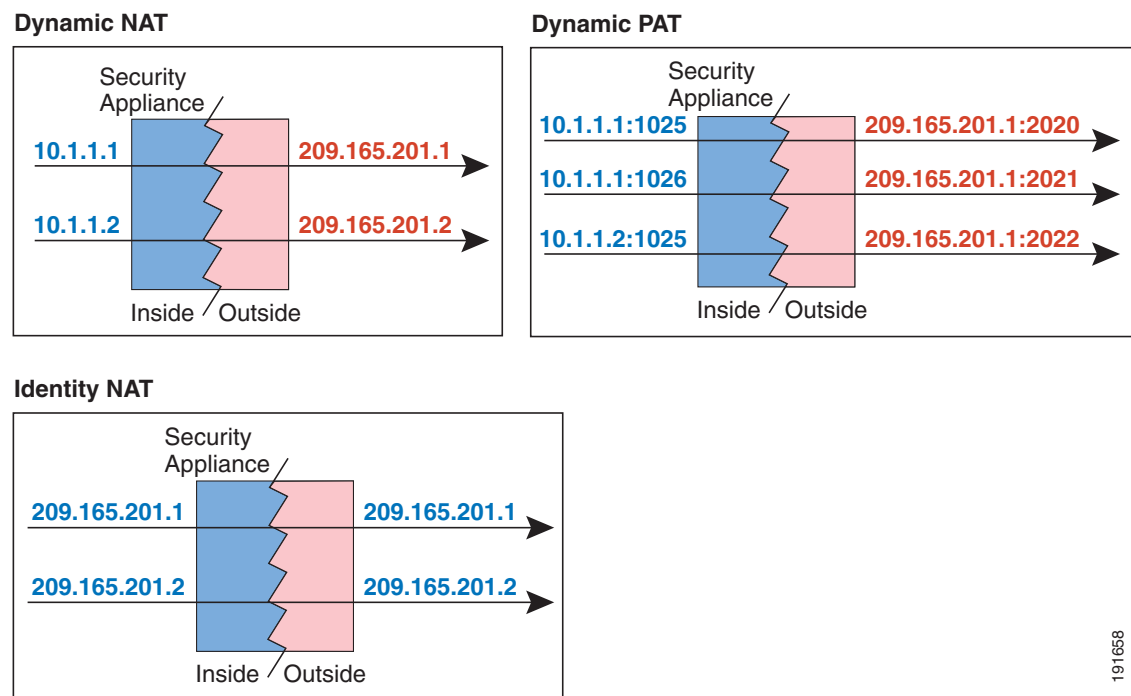 Dynamic NAT
Security
Appliance
10.1.1.1
209.165.201.1
10.1.1.2
209.165.201.2
Inside
Outside
Dynamic PAT
Security
Appliance
10.1.1.1:1025
209.165.201.1:2020
10.1.1.1:1026
209.165.201.1:2021
10.1.1.2:1025
209.165.201.1:2022
Inside
Outside
Identity NAT
Security
Appliance
209.165.201.1
209.165.201.1
209.165.201.2
209.165.201.2
Inside
Outside
191658